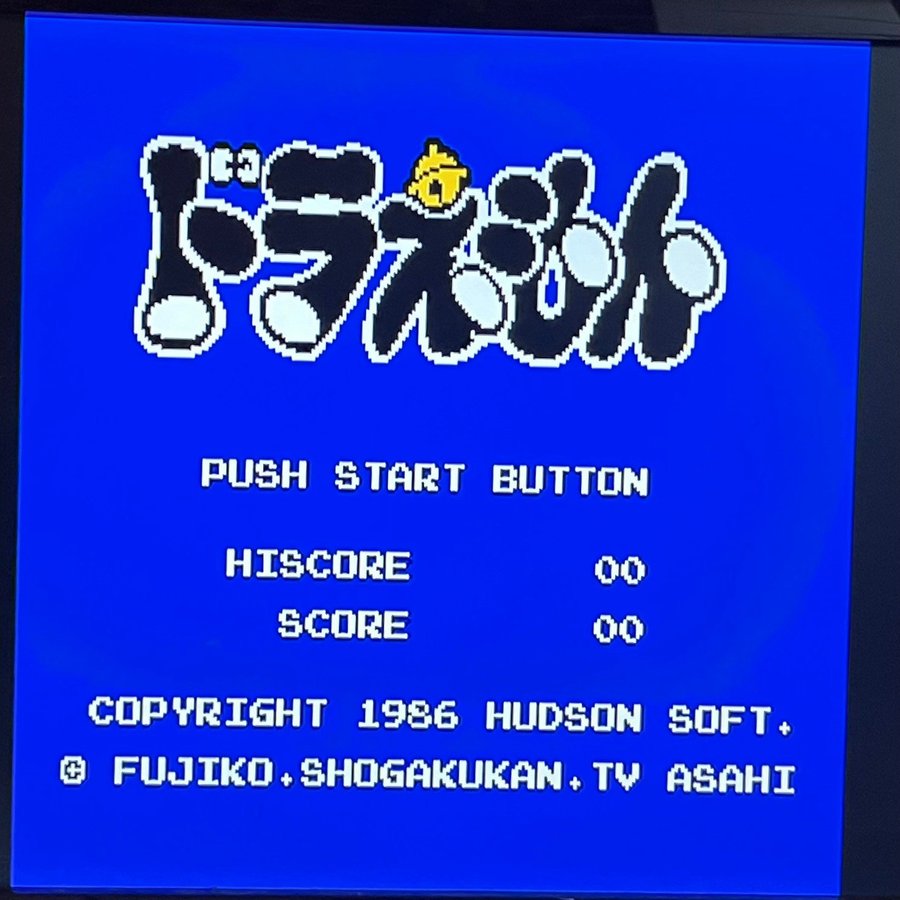 ドラえもん
PUSH START BUTTON
HISCORE 00
SCORE 00
COPYRIGHT 1986 HUDSON SOFT.
© FUJIKO.SHOGAKUKAN.TV ASAHI